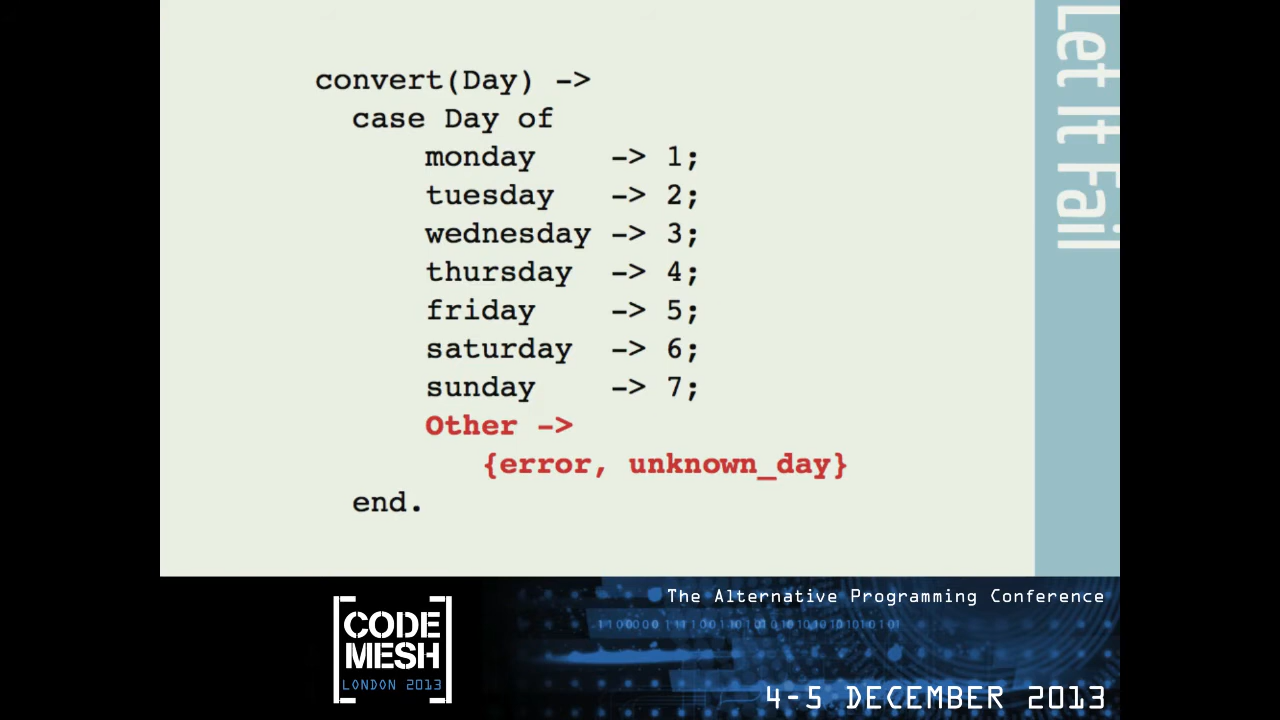 convert(Day) ->
case Day of
monday -> 1;
tuesday -> 2;
wednesday -> 3;
thursday -> 4;
friday -> 5;
saturday -> 6;
sunday -> 7;
Other ->
{error, unknown_day}
end.
Let It Fail
CODE
MESH
LONDON 2013
The Alternative Programming Conference
4-5 DECEMBER 2013